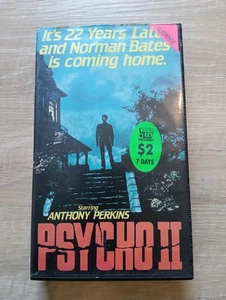 It's 22 Years Later
and Norman Bates
is coming home.
$2
7 DAYS
Starring
ANTHONY PERKINS
PSYCHO II